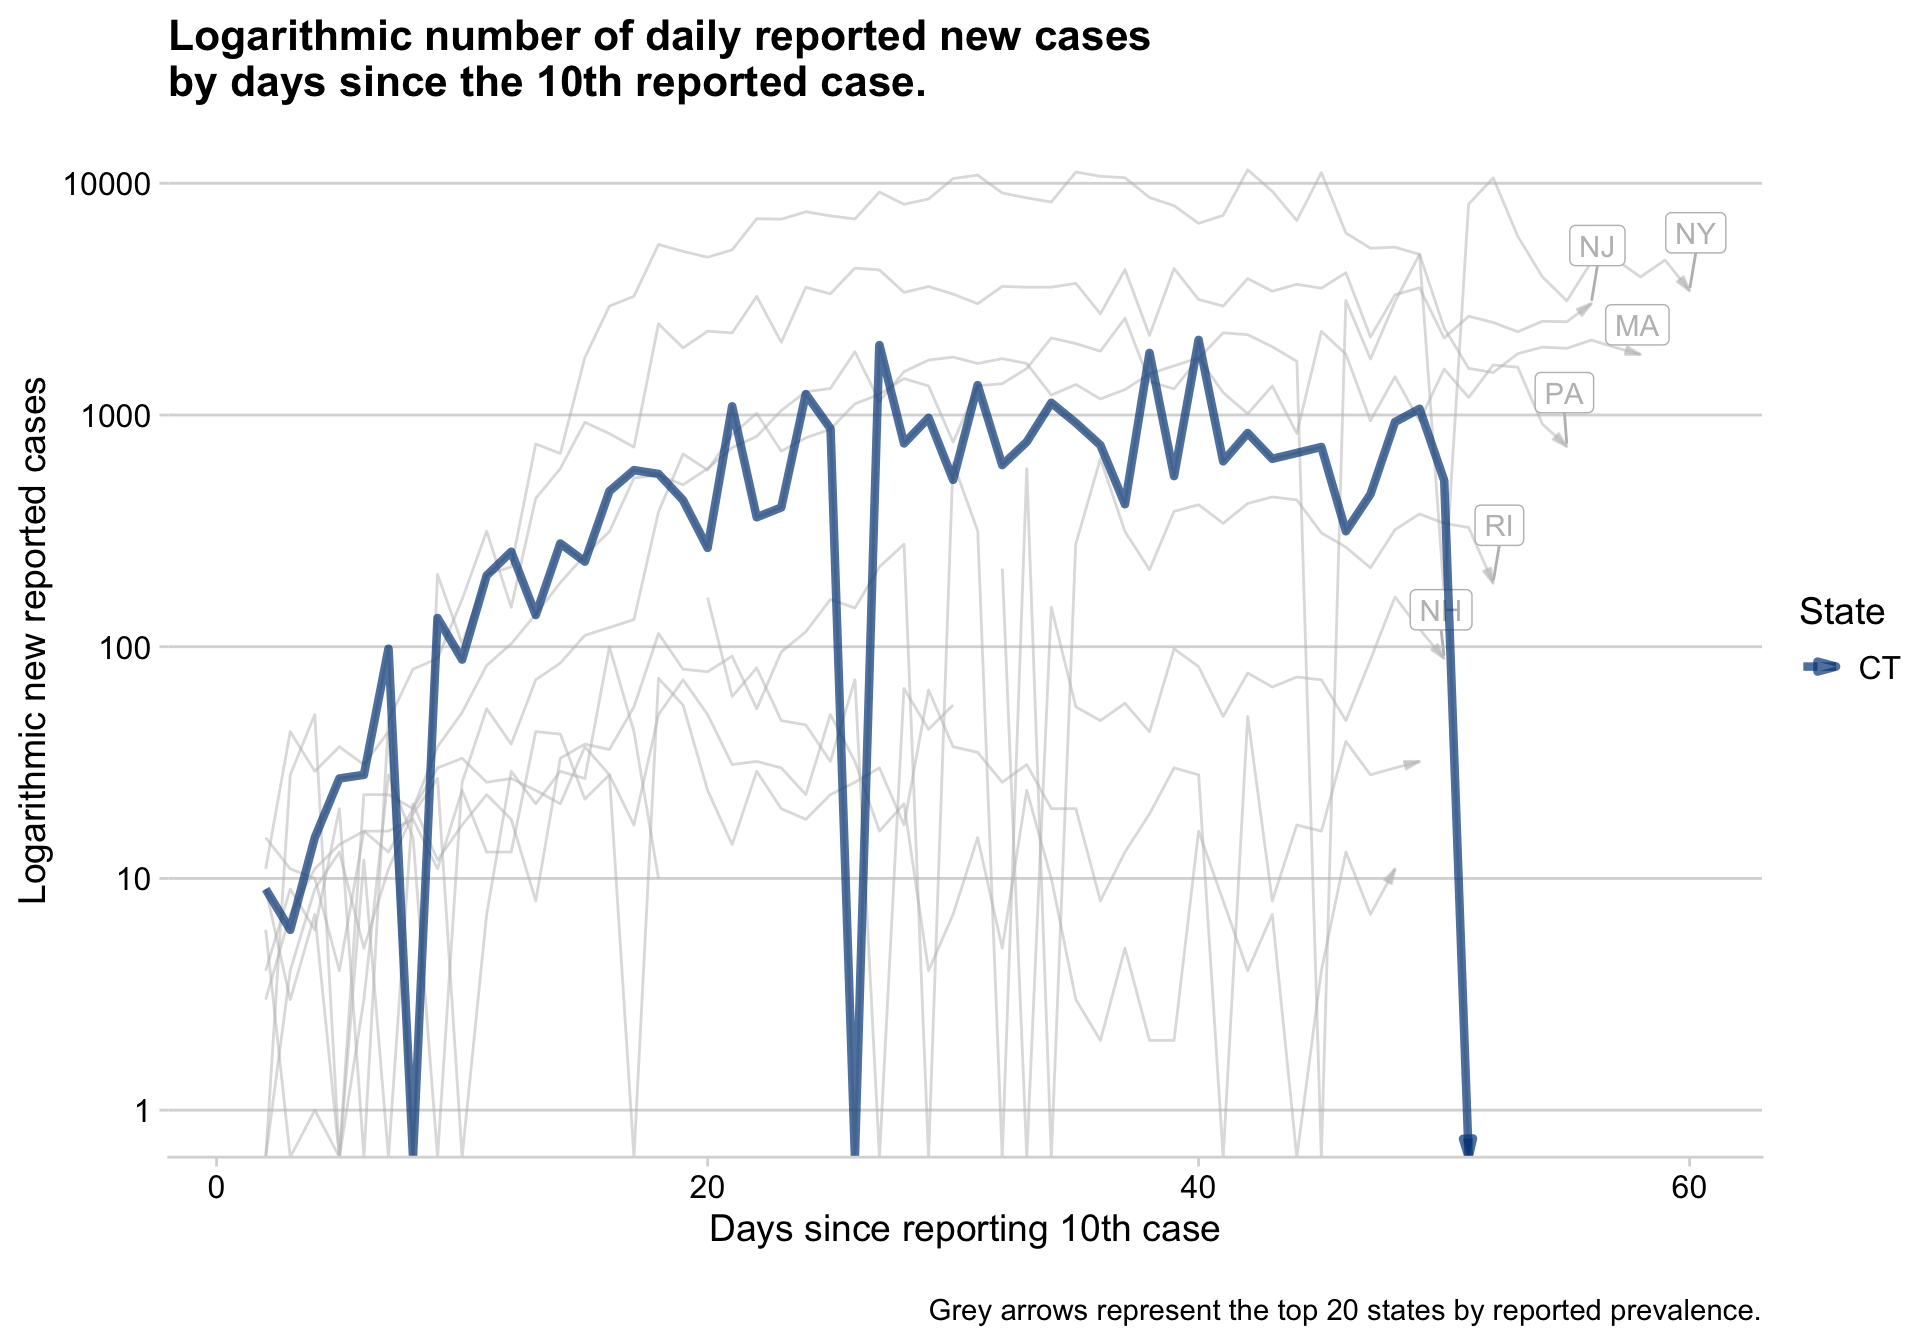 Logarithmic number of daily reported new cases
by days since the 10th reported case.
Logarithmic new reported cases
10000
1000
100
10
1
NJ
NY
MA
PA
RI
NH
State
CT
0
20
40
60
Days since reporting 10th case
Grey arrows represent the top 20 states by reported prevalence.